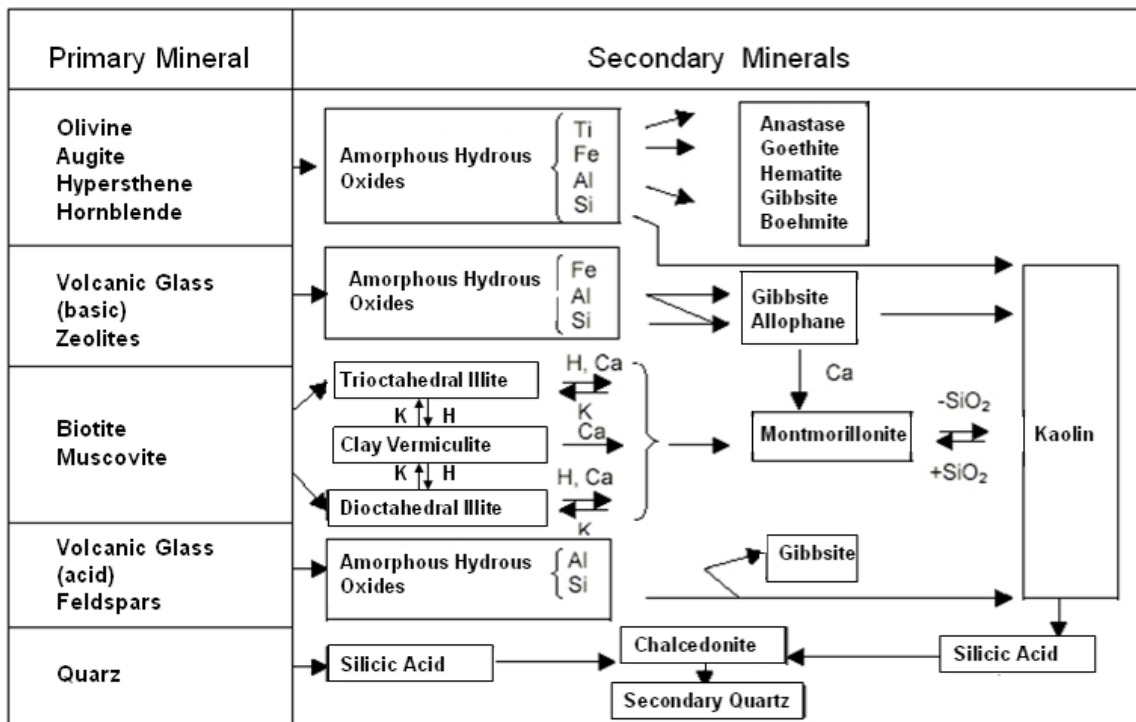 Primary Mineral
Secondary Minerals
Olivine
Augite
Hypersthene
Hornblende
Amorphous Hydrous
Oxides
Ti
Fe
Al
Si
Anastase
Goethite
Hematite
Gibbsite
Boehmite
Volcanic Glass
(basic)
Zeolites
Amorphous Hydrous
Oxides
Fe
Al
Si
Gibbsite
Allophane
Ca
Biotite
Muscovite
Trioctahedral Illite
K H
Clay Vermiculite
K H
Dioctahedral Illite
H, Ca
K
Ca
H, Ca
K
Montmorillonite
-SiO₂
+SiO₂
Kaolin
Volcanic Glass
(acid)
Feldspars
Amorphous Hydrous
Oxides
Al
Si
Gibbsite
Quarz
Silicic Acid
Chalcedonite
Secondary Quartz
Silicic Acid